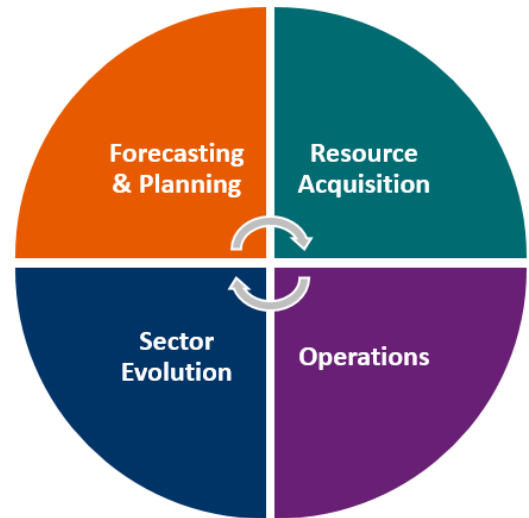 Forecasting
& Planning
Resource
Acquisition
Sector
Evolution
Operations